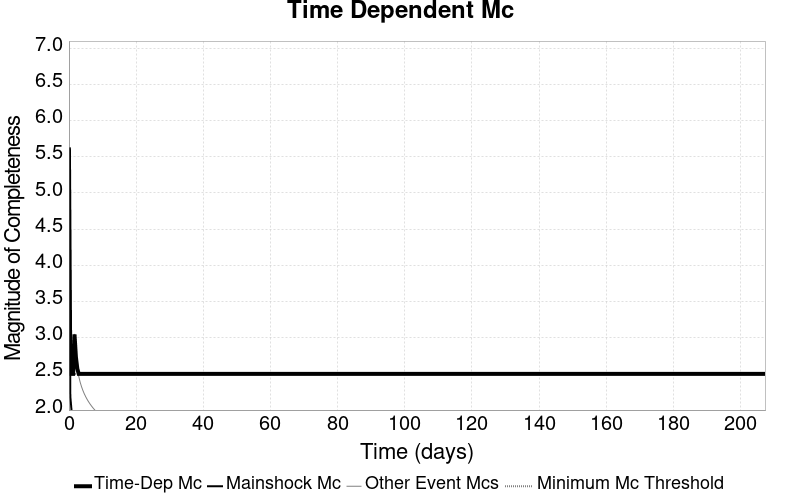 Time Dependent Mc
Magnitude of Completeness
7.0
6.5
6.0
5.5
5.0
4.5
4.0
3.5
3.0
2.5
2.0
0 20 40 60 80 100 120 140 160 180 200
Time (days)
Time-Dep Mc Mainshock Mc Other Event Mcs Minimum Mc Threshold